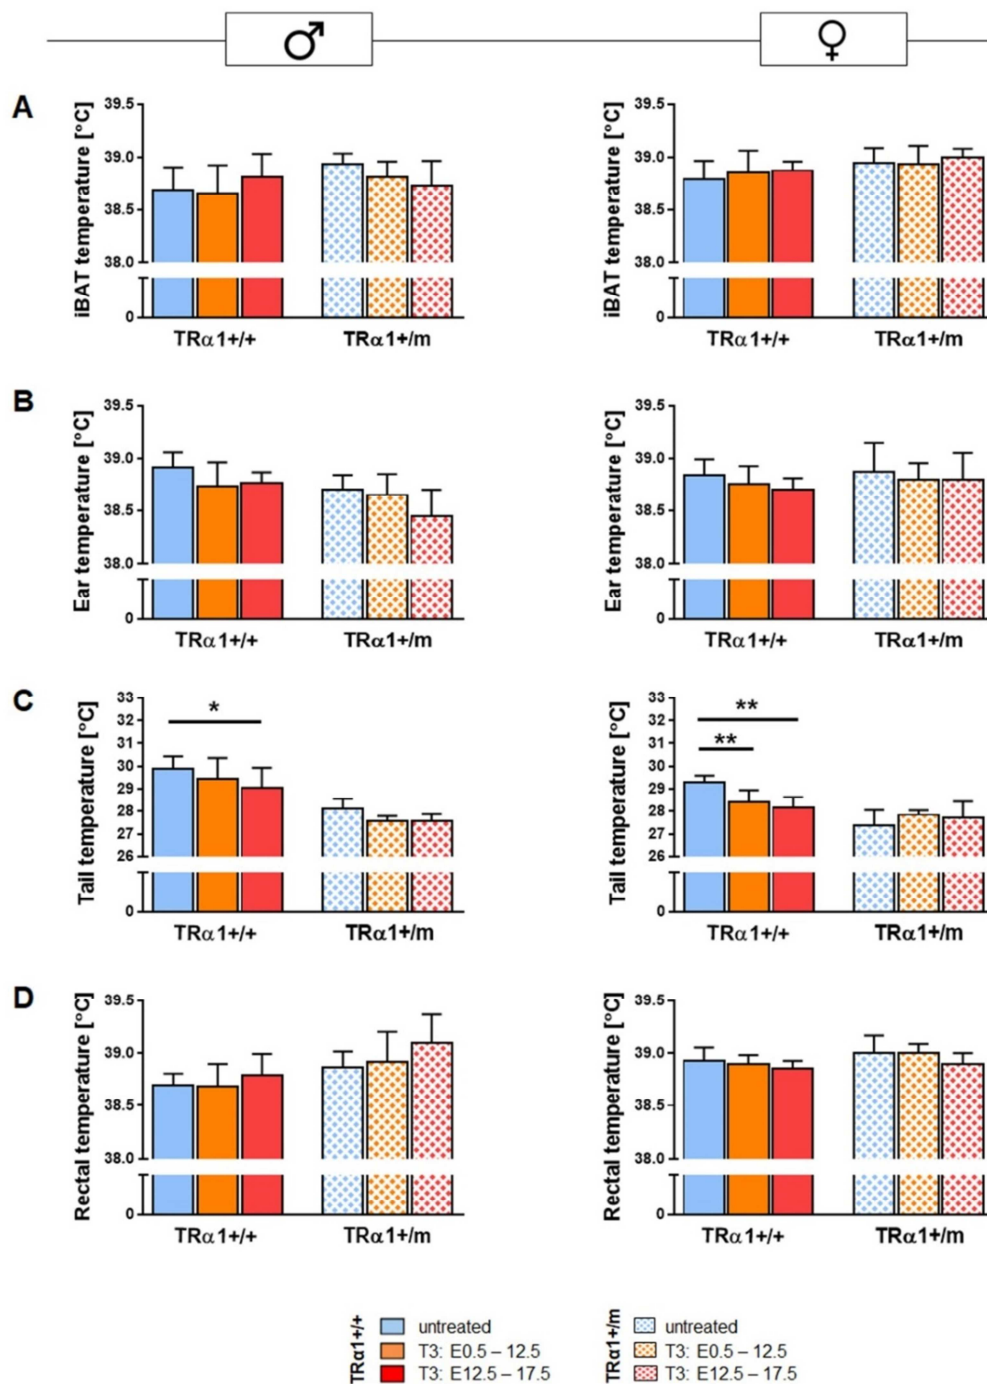 ♂ ♀
A
iBAT temperature [°C]
39.5
39.0
38.5
38.0
0
TRα1+/+ TRα1+/m
iBAT temperature [°C]
39.5
39.0
38.5
38.0
0
TRα1+/+ TRα1+/m
B
Ear temperature [°C]
39.5
39.0
38.5
38.0
0
TRα1+/+ TRα1+/m
Ear temperature [°C]
39.5
39.0
38.5
38.0
0
TRα1+/+ TRα1+/m
C
Tail temperature [°C]
33
32
31
30
29
28
27
26
0
*
TRα1+/+ TRα1+/m
Tail temperature [°C]
33
32
31
30
29
28
27
26
0
**
**
TRα1+/+ TRα1+/m
D
Rectal temperature [°C]
39.5
39.0
38.5
38.0
0
TRα1+/+ TRα1+/m
Rectal temperature [°C]
39.5
39.0
38.5
38.0
0
TRα1+/+ TRα1+/m
TRα1+/+
untreated
T3: E0.5 – 12.5
T3: E12.5 – 17.5
TRα1+/m
untreated
T3: E0.5 – 12.5
T3: E12.5 – 17.5